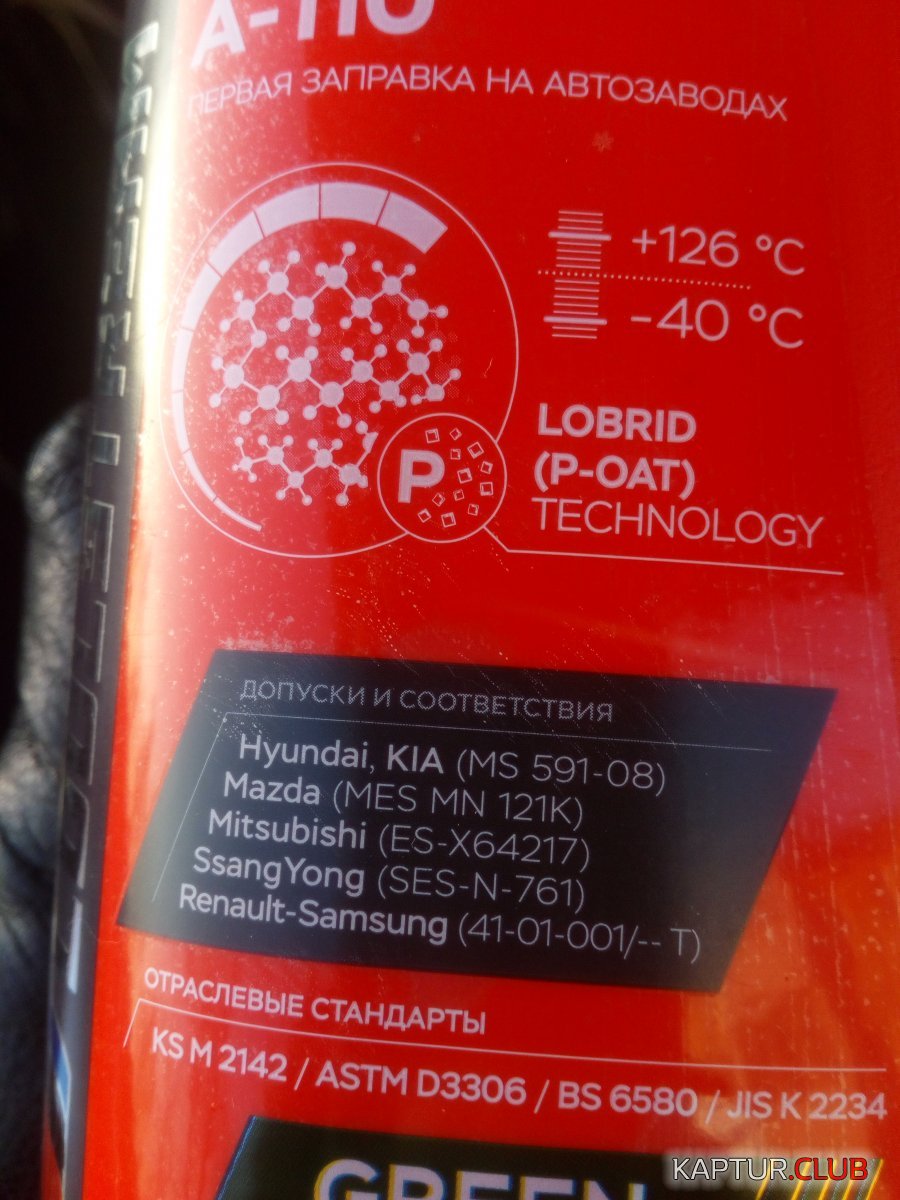 A-110
ПЕРВАЯ ЗАПРАВКА НА АВТОЗАВОДАХ
+126 °C
-40 °C
P
LOBRID
(P-OAT)
TECHNOLOGY
ДОПУСКИ И СООТВЕТСТВИЯ
Hyundai, KIA (MS 591-08)
Mazda (MES MN 121K)
Mitsubishi (ES-X64217)
SsangYong (SES-N-761)
Renault-Samsung (41-01-001/-- T)
ОТРАСЛЕВЫЕ СТАНДАРТЫ
KS M 2142 / ASTM D3306 / BS 6580 / JIS K 2234
GREEN
KAPTUR.CLUB